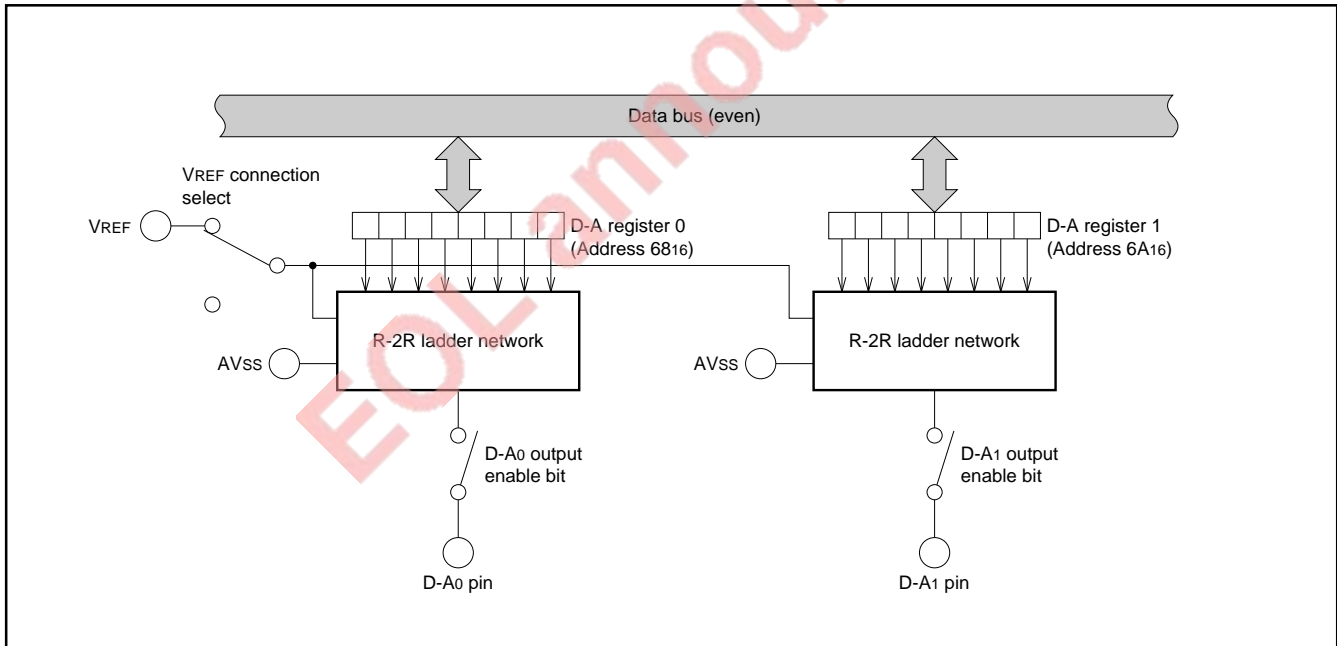 Data bus (even)
VREF connection
select
VREF
D-A register 0
(Address 6816)
D-A register 1
(Address 6A16)
R-2R ladder network
R-2R ladder network
AVSS
AVSS
D-A0 output
enable bit
D-A1 output
enable bit
D-A0 pin
D-A1 pin
EOL annou